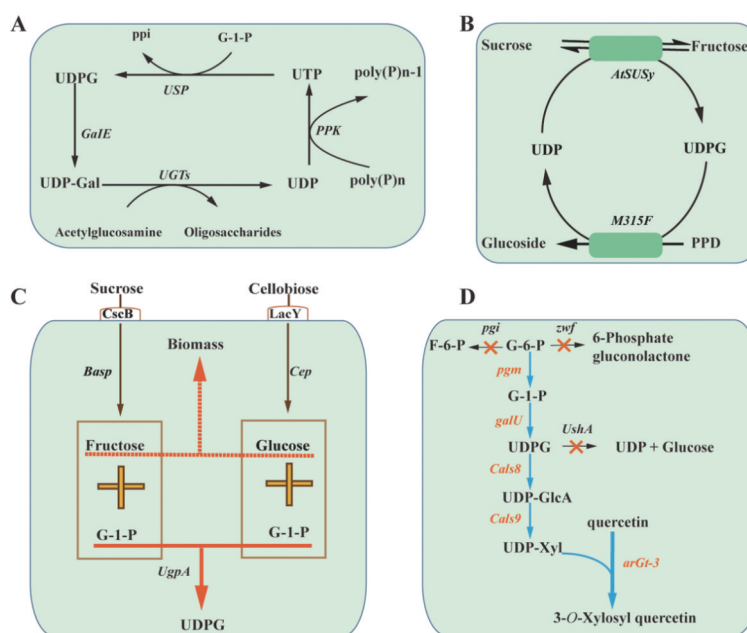 A
ppi
G-1-P
UDPG
UTP
poly(P)n-1
USP
GalE
PPK
UDP-Gal
UGTs
UDP
poly(P)n
Acetylglucosamine
Oligosaccharides
B
Sucrose
Fructose
AtSUSy
UDP
UDPG
M315F
Glucoside
PPD
C
Sucrose
Cellobiose
CscB
LacY
Biomass
Basp
Cep
Fructose
Glucose
G-1-P
G-1-P
UgpA
UDPG
D
pgi
zwf
F-6-P
G-6-P
6-Phosphate
gluconolactone
pgm
G-1-P
galU
UshA
UDPG
UDP + Glucose
Cals8
UDP-GlcA
Cals9
quercetin
UDP-Xyl
arGt-3
3-O-Xylosyl quercetin